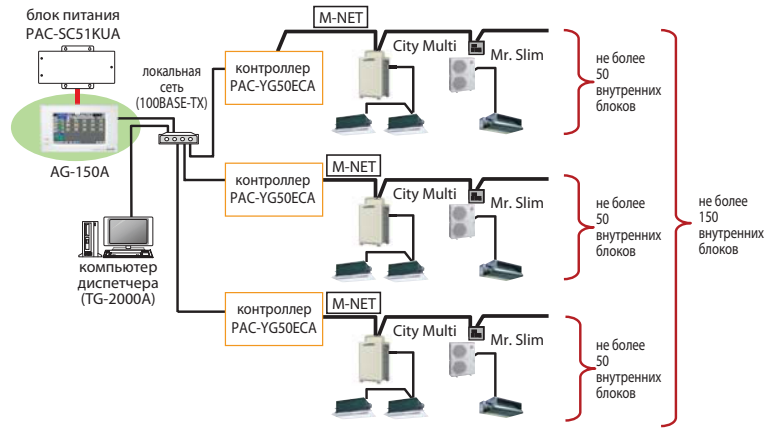 блок питания
PAC-SC51KUA
AG-150A
локальная
сеть
(100BASE-TX)
компьютер
диспетчера
(TG-2000A)
контроллер
PAC-YG50ECA
M-NET
City Multi
Mr. Slim
не более
50
внутренних
блоков
контроллер
PAC-YG50ECA
M-NET
City Multi
Mr. Slim
не более
50
внутренних
блоков
контроллер
PAC-YG50ECA
M-NET
City Multi
Mr. Slim
не более
50
внутренних
блоков
не более
150
внутренних
блоков